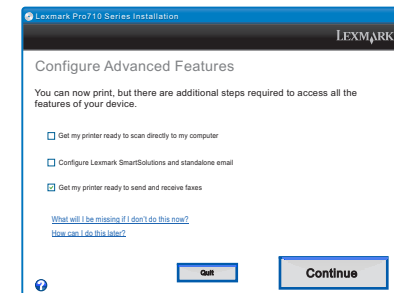 Lexmark Pro710 Series Installation
LEXMARK
Configure Advanced Features
You can now print, but there are additional steps required to access all the
features of your device.
Get my printer ready to scan directly to my computer
Configure Lexmark SmartSolutions and standalone email
Get my printer ready to send and receive faxes
What will I be missing if I don't do this now?
How can I do this later?
Quit
Continue
?